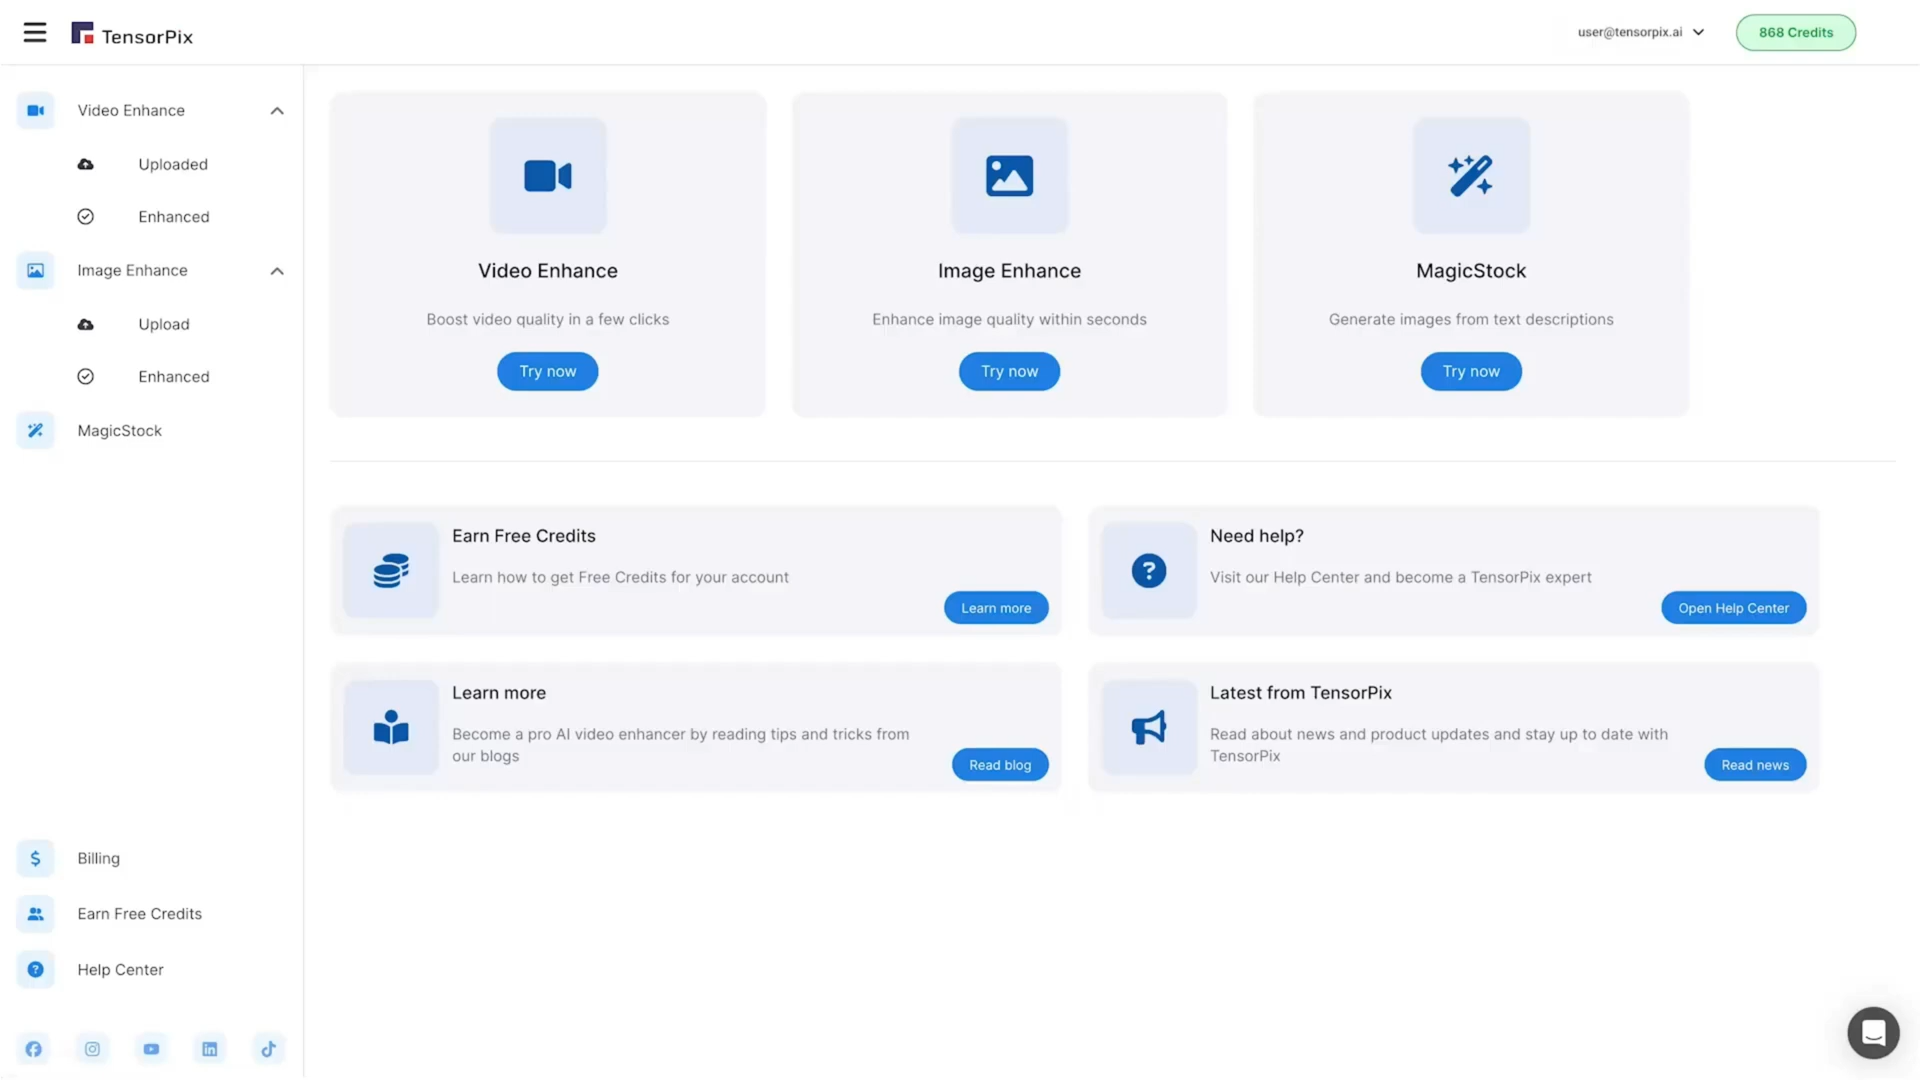 TensorPix
user@tensorpix.ai
868 Credits
Video Enhance
Uploaded
Enhanced
Image Enhance
Upload
Enhanced
MagicStock
Billing
Earn Free Credits
Help Center
Video Enhance
Boost video quality in a few clicks
Try now
Image Enhance
Enhance image quality within seconds
Try now
MagicStock
Generate images from text descriptions
Try now
Earn Free Credits
Learn how to get Free Credits for your account
Learn more
Need help?
Visit our Help Center and become a TensorPix expert
Open Help Center
Learn more
Become a pro AI video enhancer by reading tips and tricks from
our blogs
Read blog
Latest from TensorPix
Read about news and product updates and stay up to date with
TensorPix
Read news